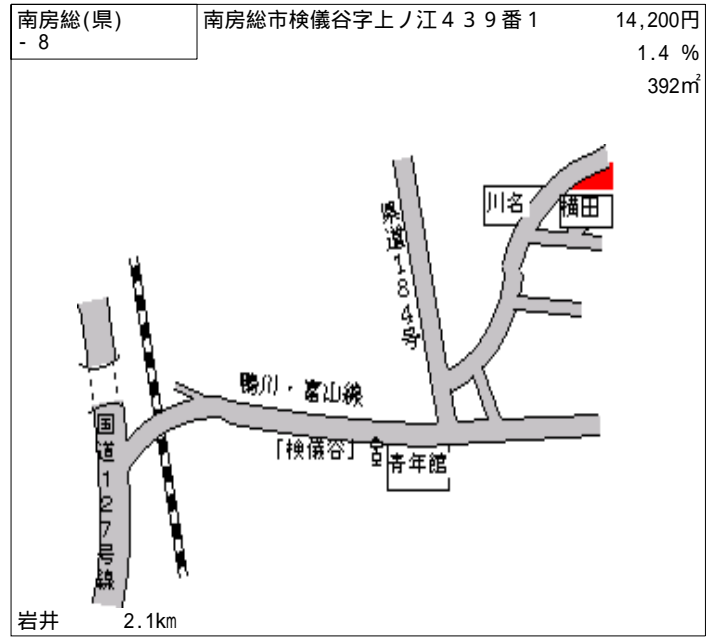 南房総(県)
- 8
南房総市検儀谷字上ノ江４３９番１
14,200円
1.4 %
392㎡
川名
横田
県道184号
鴨川・富山線
「検儀谷」
青年館
国道127号線
岩井
2.1km